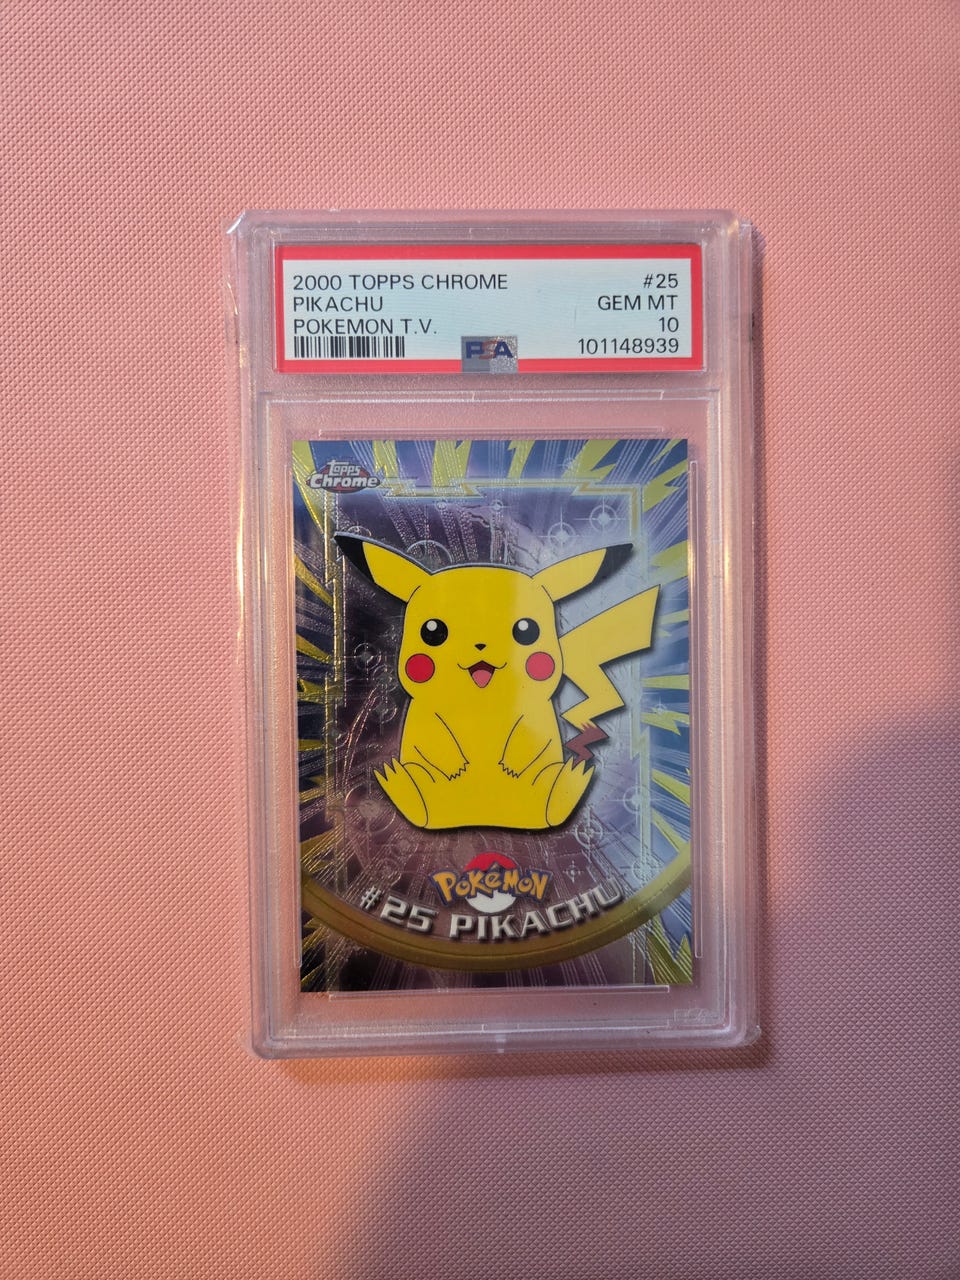 2000 TOPPS CHROME #25
PIKACHU GEM MT
POKEMON T.V. 10
PSA 101148939
Topps
Chrome
POKéMON
#25 PIKACHU